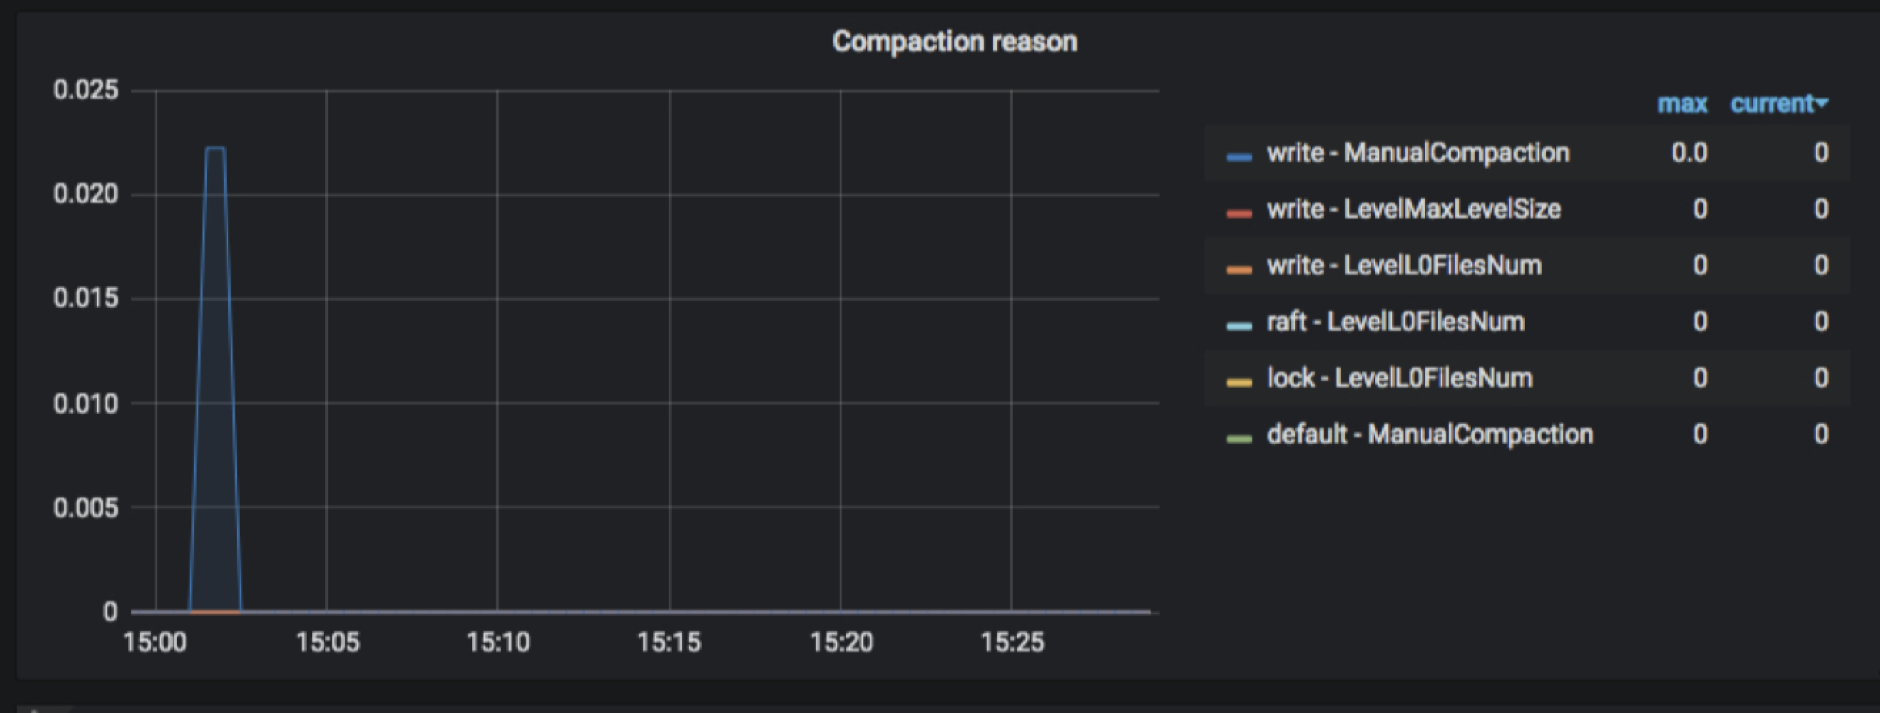 Compaction reason
0.025
0.020
0.015
0.010
0.005
0
15:00 15:05 15:10 15:15 15:20 15:25
max current
write - ManualCompaction 0.0 0
write - LevelMaxLevelSize 0 0
write - LevelL0FilesNum 0 0
raft - LevelL0FilesNum 0 0
lock - LevelL0FilesNum 0 0
default - ManualCompaction 0 0